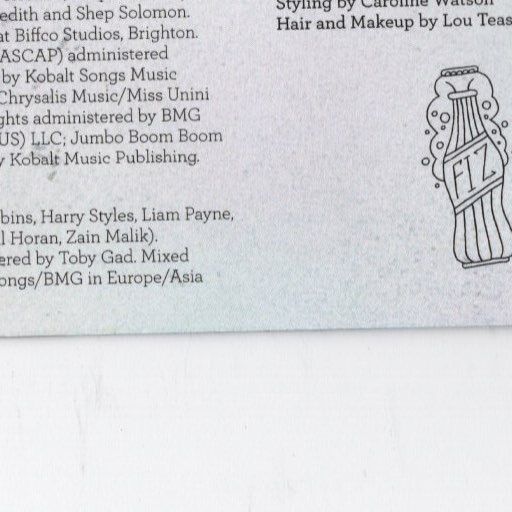 edith and Shep Solomon.
at Biffco Studios, Brighton.
ASCAP) administered
by Kobalt Songs Music
Chrysalis Music/Miss Unini
ghts administered by BMG
US) LLC; Jumbo Boom Boom
y Kobalt Music Publishing.
bins, Harry Styles, Liam Payne,
l Horan, Zain Malik).
ered by Toby Gad. Mixed
ongs/BMG in Europe/Asia
Styling by Caroline Watson
Hair and Makeup by Lou Teas
FIZ